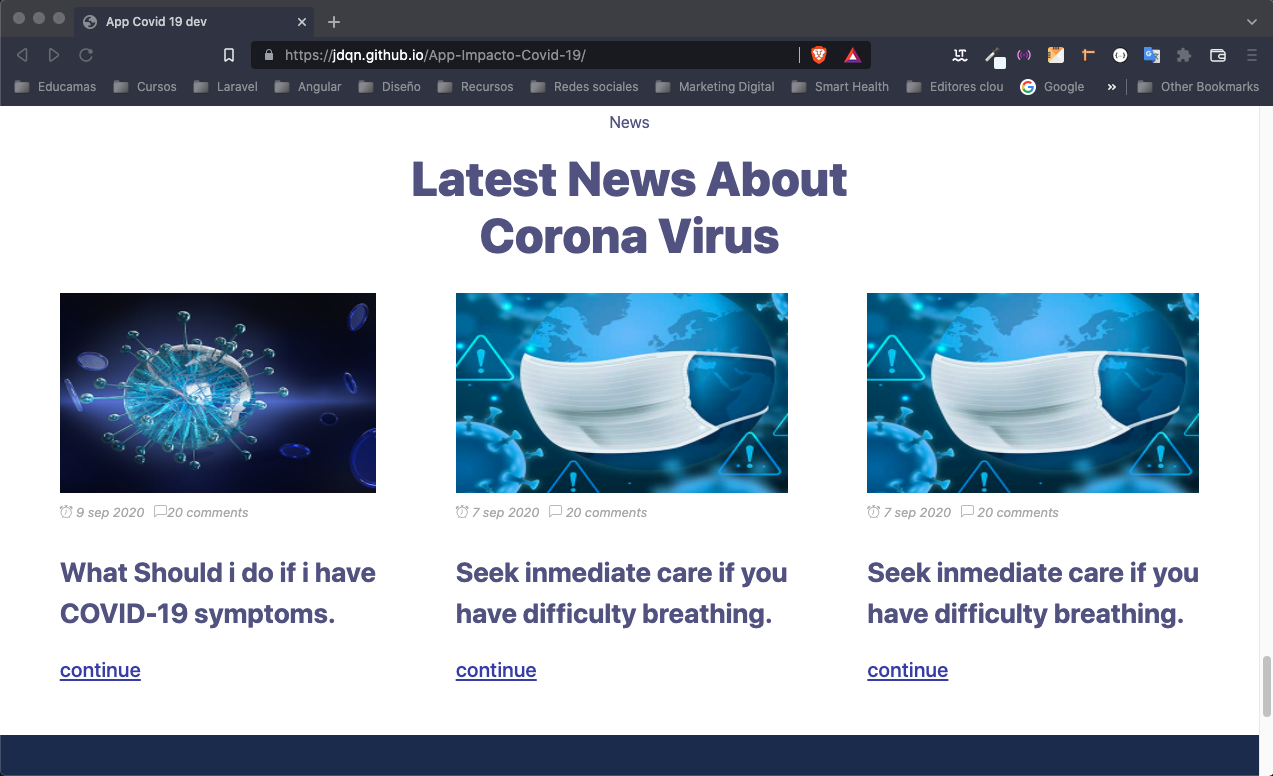 App Covid 19 dev
https://jdqn.github.io/App-Impacto-Covid-19/
Educamas Cursos Laravel Angular Diseño Recursos Redes sociales Marketing Digital Smart Health Editores clou Google » Other Bookmarks
News
Latest News About
Corona Virus
9 sep 2020 20 comments
What Should i do if i have
COVID-19 symptoms.
continue
7 sep 2020 20 comments
Seek inmediate care if you
have difficulty breathing.
continue
7 sep 2020 20 comments
Seek inmediate care if you
have difficulty breathing.
continue